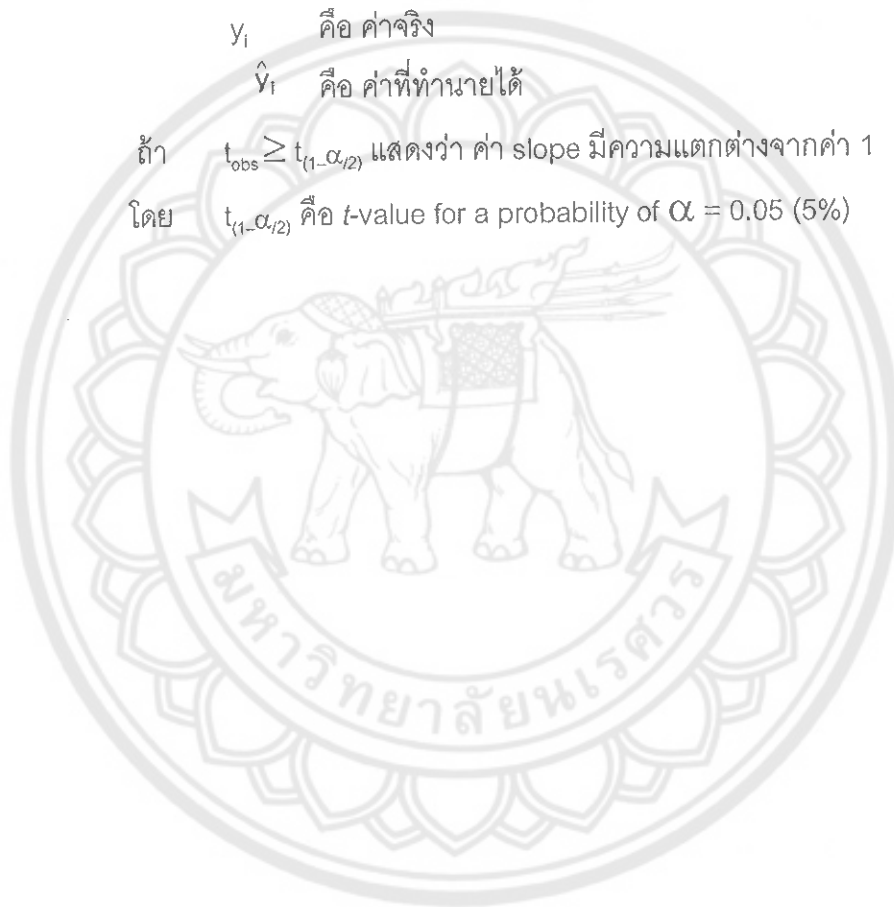 yᵢ คือ ค่าจริง
ŷᵢ คือ ค่าที่ทำนายได้
ถ้า t_obs ≥ t_(1-α/2) แสดงว่า ค่า slope มีความแตกต่างจากค่า 1
โดย t_(1-α/2) คือ t-value for a probability of α = 0.05 (5%)
มหาวิทยาลัยนเรศวร